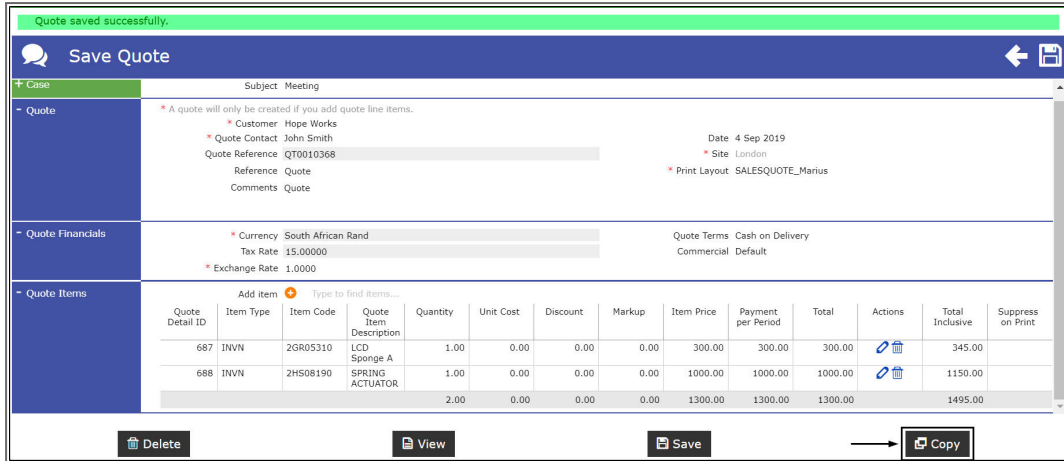 Quote saved successfully.
Save Quote
+ Case
Subject Meeting
- Quote
* A quote will only be created if you add quote line items.
* Customer Hope Works
* Quote Contact John Smith Date 4 Sep 2019
Quote Reference QT0010368 * Site London
Reference Quote * Print Layout SALESQUOTE_Marius
Comments Quote
- Quote Financials
* Currency South African Rand Quote Terms Cash on Delivery
Tax Rate 15.00000 Commercial Default
* Exchange Rate 1.0000
- Quote Items
Add item Type to find items...
Quote Detail ID Item Type Item Code Quote Item Description Quantity Unit Cost Discount Markup Item Price Payment per Period Total Actions Total Inclusive Suppress on Print
687 INVN 2GR05310 LCD Sponge A 1.00 0.00 0.00 0.00 300.00 300.00 300.00 345.00
688 INVN 2HS08190 SPRING ACTUATOR 1.00 0.00 0.00 0.00 1000.00 1000.00 1000.00 1150.00
2.00 0.00 0.00 0.00 1300.00 1300.00 1300.00 1495.00
Delete View Save Copy